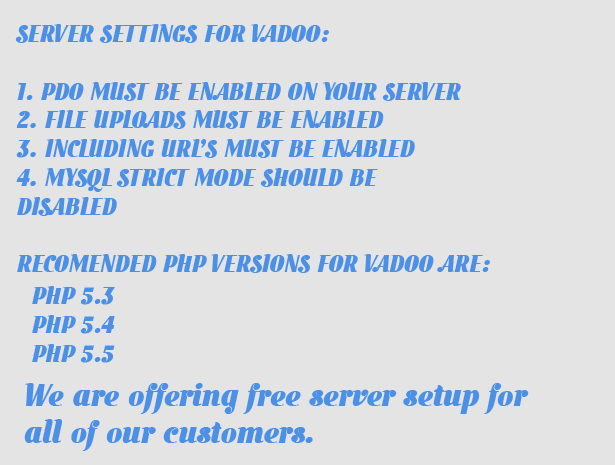 SERVER SETTINGS FOR VADOO:
1. PDO MUST BE ENABLED ON YOUR SERVER
2. FILE UPLOADS MUST BE ENABLED
3. INCLUDING URL'S MUST BE ENABLED
4. MYSQL STRICT MODE SHOULD BE
DISABLED
RECOMENDED PHP VERSIONS FOR VADOO ARE:
PHP 5.3
PHP 5.4
PHP 5.5
We are offering free server setup for
all of our customers.